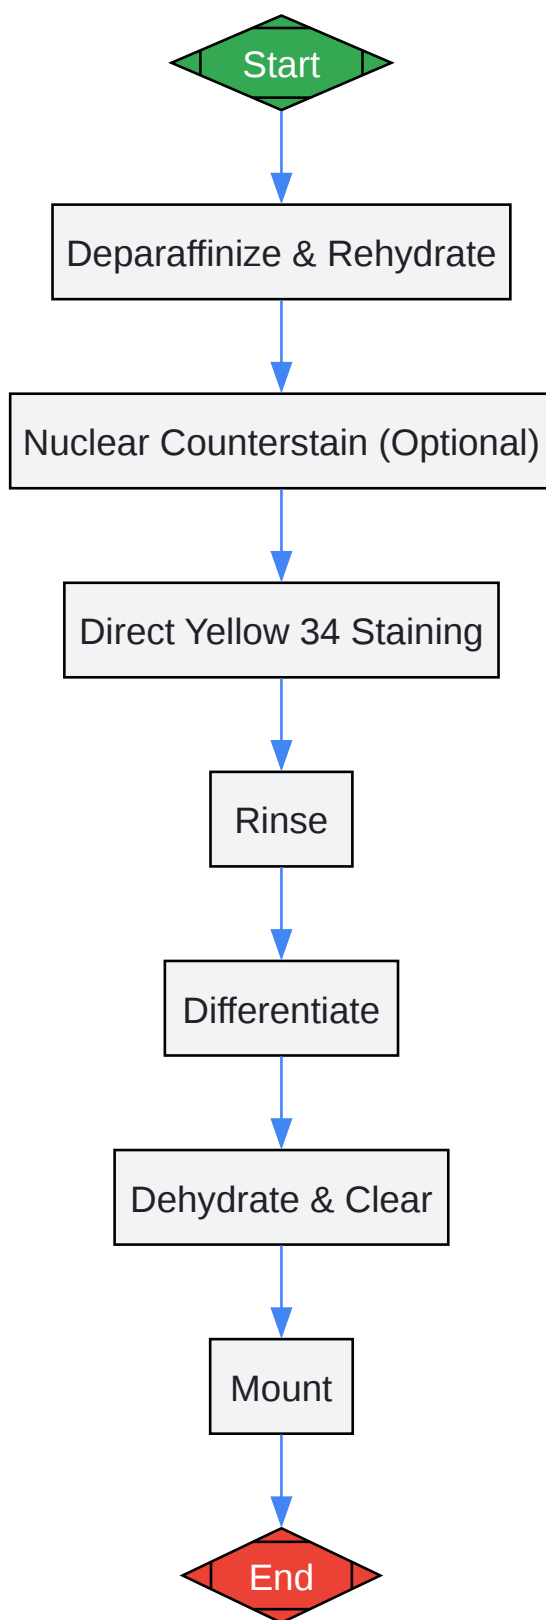 Start
Deparaffinize & Rehydrate
Nuclear Counterstain (Optional)
Direct Yellow 34 Staining
Rinse
Differentiate
Dehydrate & Clear
Mount
End